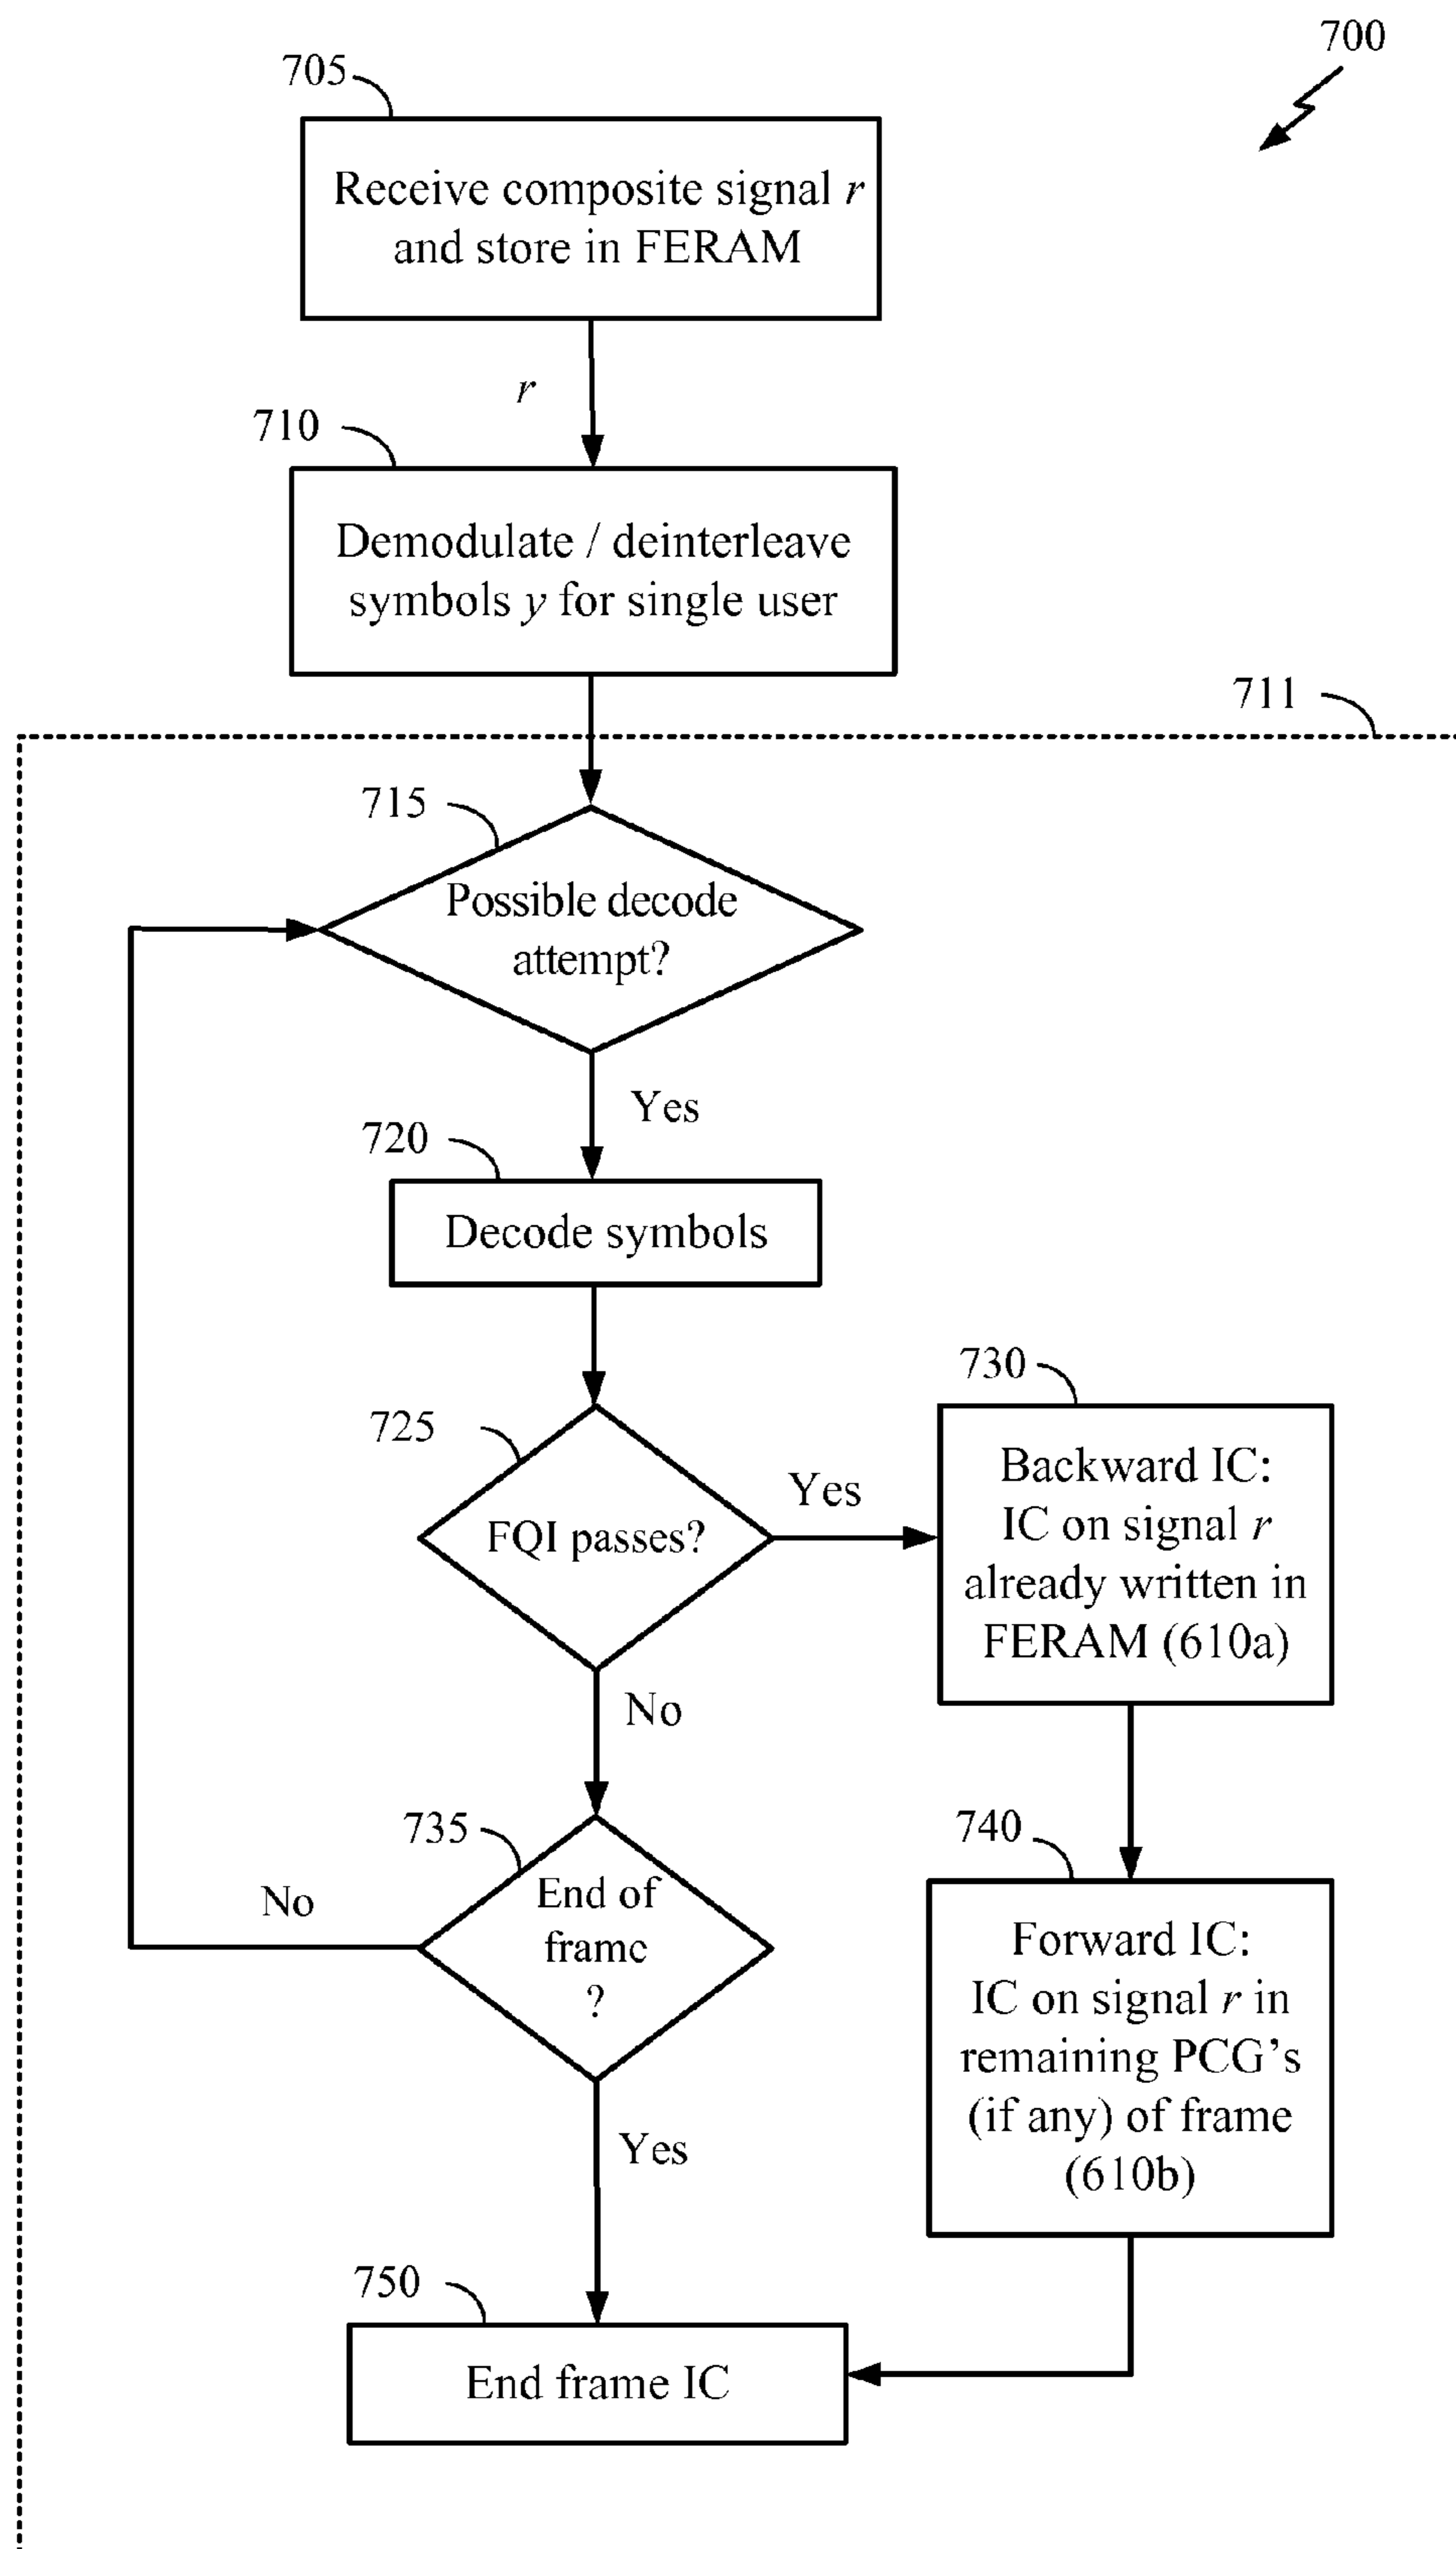 700
705
Receive composite signal r
and store in FERAM
r
710
Demodulate / deinterleave
symbols y for single user
711
715
Possible decode
attempt?
Yes
720
Decode symbols
725
FQI passes?
Yes
730
Backward IC:
IC on signal r
already written in
FERAM (610a)
No
735
End of
frame
?
No
740
Forward IC:
IC on signal r in
remaining PCG's
(if any) of frame
(610b)
Yes
750
End frame IC